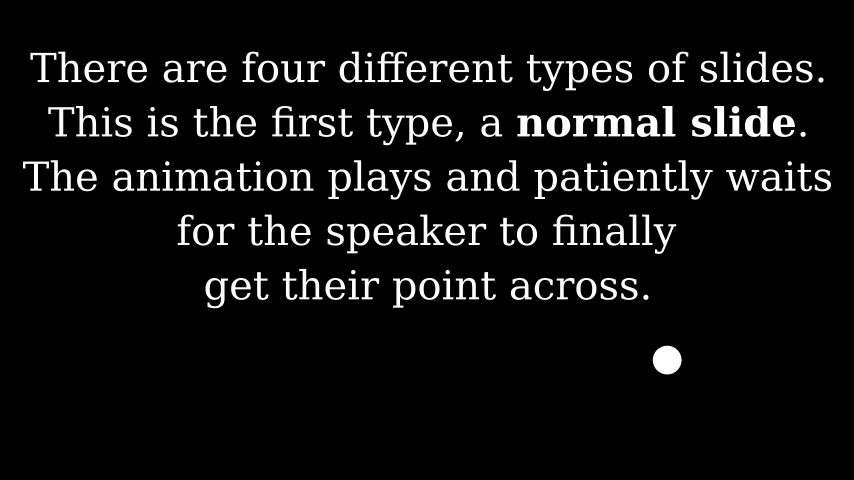 There are four different types of slides.
This is the first type, a normal slide.
The animation plays and patiently waits
for the speaker to finally
get their point across.